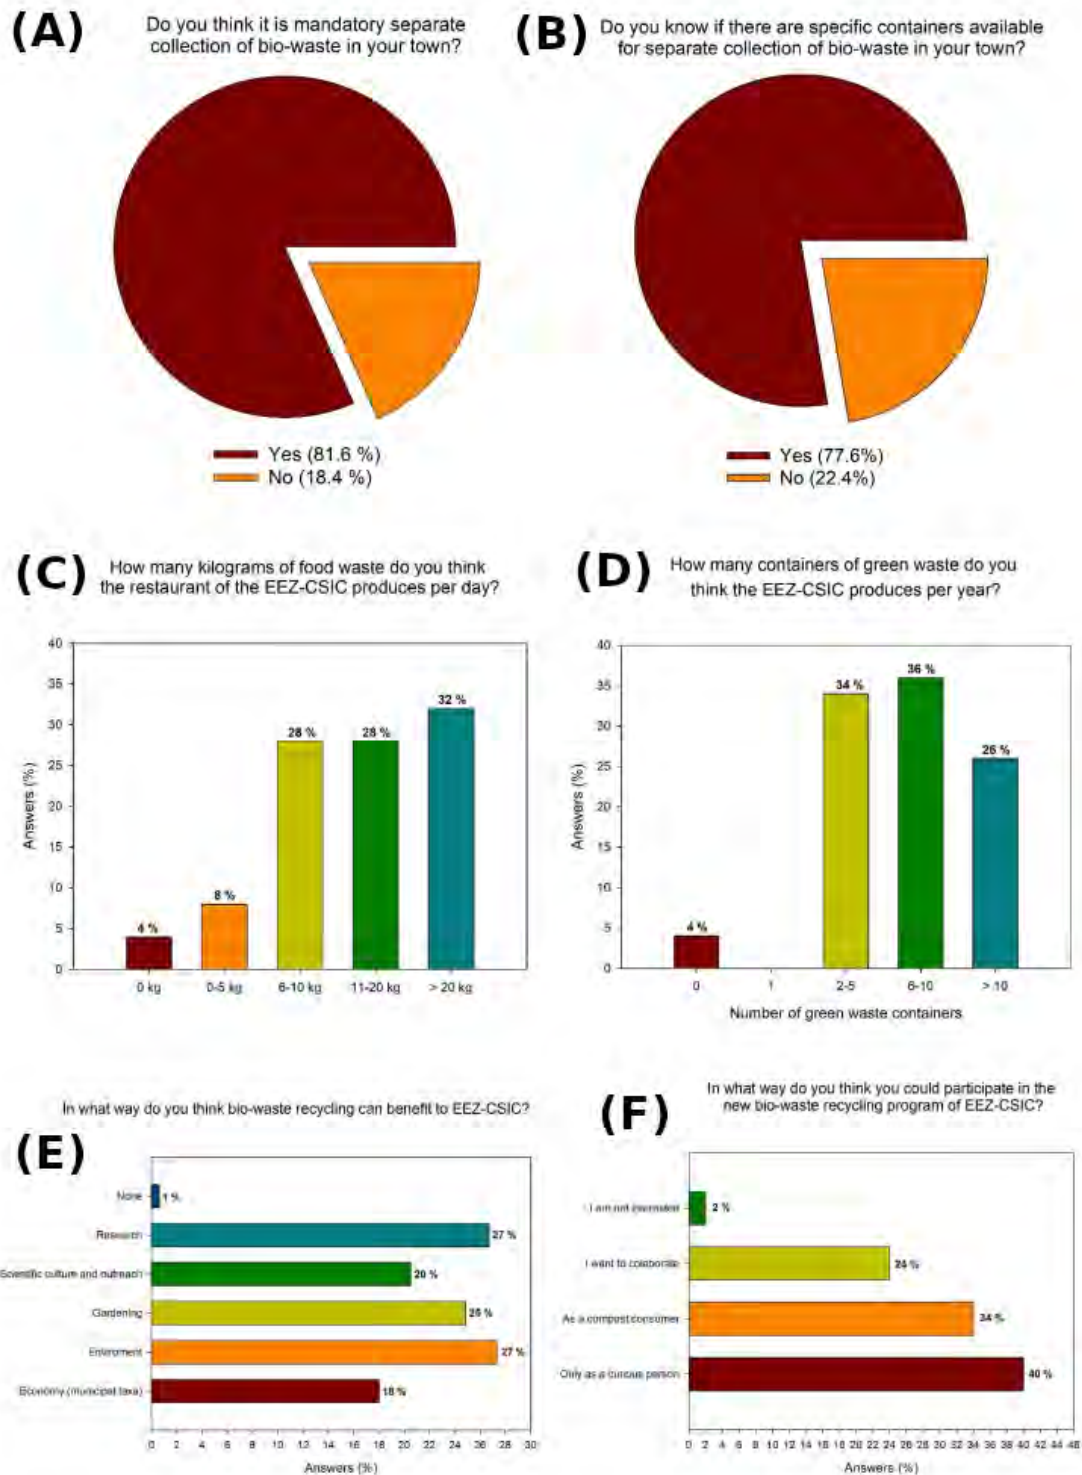 (A)
Do you think it is mandatory separate
collection of bio-waste in your town?
Yes (81.6 %)
No (18.4 %)
(B)
Do you know if there are specific containers available
for separate collection of bio-waste in your town?
Yes (77.6%)
No (22.4%)
(C)
How many kilograms of food waste do you think
the restaurant of the EEZ-CSIC produces per day?
Answers (%)
40
35
30
25
20
15
10
5
0
4 %
8 %
28 %
28 %
32 %
0 kg
0-5 kg
6-10 kg
11-20 kg
> 20 kg
(D)
How many containers of green waste do you
think the EEZ-CSIC produces per year?
Answers (%)
40
35
30
25
20
15
10
5
0
4 %
34 %
36 %
26 %
0
1
2-5
6-10
> 10
Number of green waste containers
In what way do you think bio-waste recycling can benefit to EEZ-CSIC?
(E)
None
1 %
Research
27 %
Scientific culture and outreach
20 %
Gardening
25 %
Enviroment
27 %
Economy (municipal taxa)
18 %
0 2 4 6 8 10 12 14 16 18 20 22 24 26 28 30
Answers (%)
(F)
In what way do you think you could participate in the
new bio-waste recycling program of EEZ-CSIC?
I am not interested
2 %
I want to colaborate
24 %
As a compost consumer
34 %
Only as a curious person
40 %
0 2 4 6 8 10 12 14 16 18 20 22 24 26 28 30 32 34 36 38 40 42 44 46 48
Answers (%)